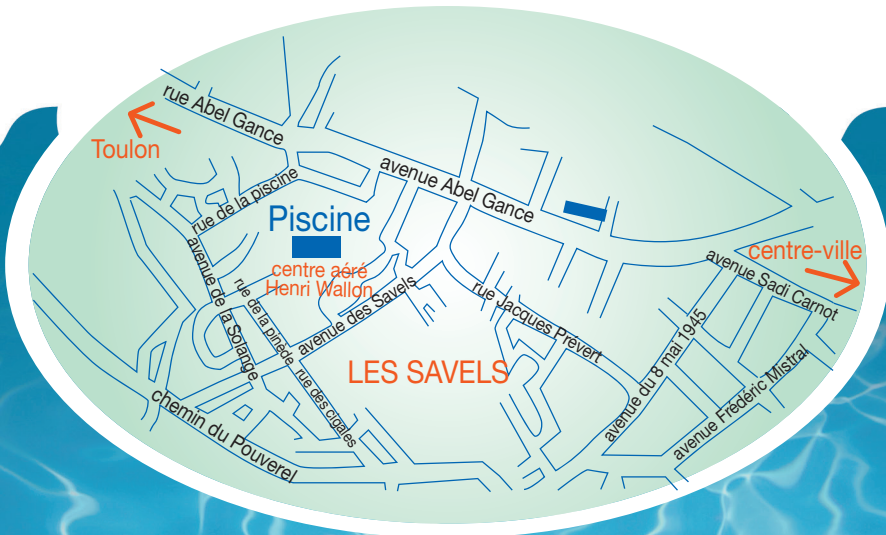 rue Abel Gance
Toulon
avenue Abel Gance
rue de la piscine
Piscine
centre aéré
Henri Wallon
centre-ville
avenue Sadi Carnot
avenue de la Solange
rue de la pinède
avenue des Savels
rue Jacques Prévert
LES SAVELS
avenue du 8 mai 1945
avenue Frédéric Mistral
rue des cigales
chemin du Pouverel